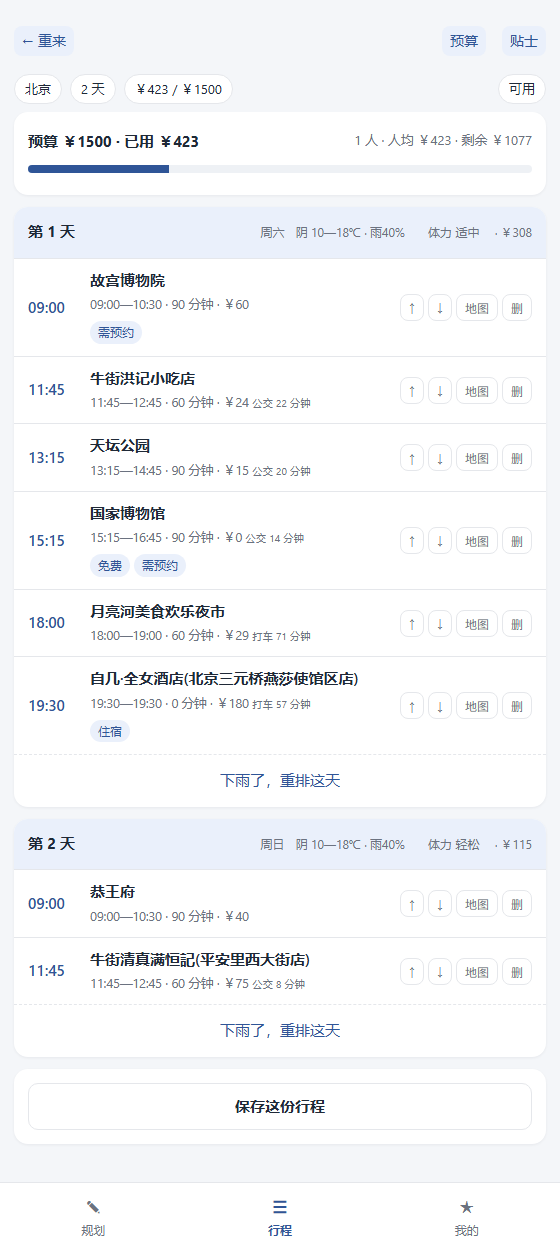 ← 重来 预算 贴士
北京 2 天 ￥423 / ￥1500 可用
预算 ￥1500 · 已用 ￥423 1 人 · 人均 ￥423 · 剩余 ￥1077
第 1 天 周六 阴 10—18℃ · 雨40% 体力 适中 · ￥308
故宫博物院
09:00 09:00—10:30 · 90 分钟 · ￥60 ↑ ↓ 地图 删
需预约
牛街洪记小吃店
11:45 11:45—12:45 · 60 分钟 · ￥24 公交 22 分钟 ↑ ↓ 地图 删
天坛公园
13:15 13:15—14:45 · 90 分钟 · ￥15 公交 20 分钟 ↑ ↓ 地图 删
国家博物馆
15:15 15:15—16:45 · 90 分钟 · ￥0 公交 14 分钟 ↑ ↓ 地图 删
免费 需预约
月亮河美食欢乐夜市
18:00 18:00—19:00 · 60 分钟 · ￥29 打车 71 分钟 ↑ ↓ 地图 删
自几·全女酒店(北京三元桥燕莎使馆区店)
19:30 19:30—19:30 · 0 分钟 · ￥180 打车 57 分钟 ↑ ↓ 地图 删
住宿
下雨了，重排这天
第 2 天 周日 阴 10—18℃ · 雨40% 体力 轻松 · ￥115
恭王府
09:00 09:00—10:30 · 90 分钟 · ￥40 ↑ ↓ 地图 删
牛街清真满恒記(平安里西大街店)
11:45 11:45—12:45 · 60 分钟 · ￥75 公交 8 分钟 ↑ ↓ 地图 删
下雨了，重排这天
保存这份行程
规划 行程 我的